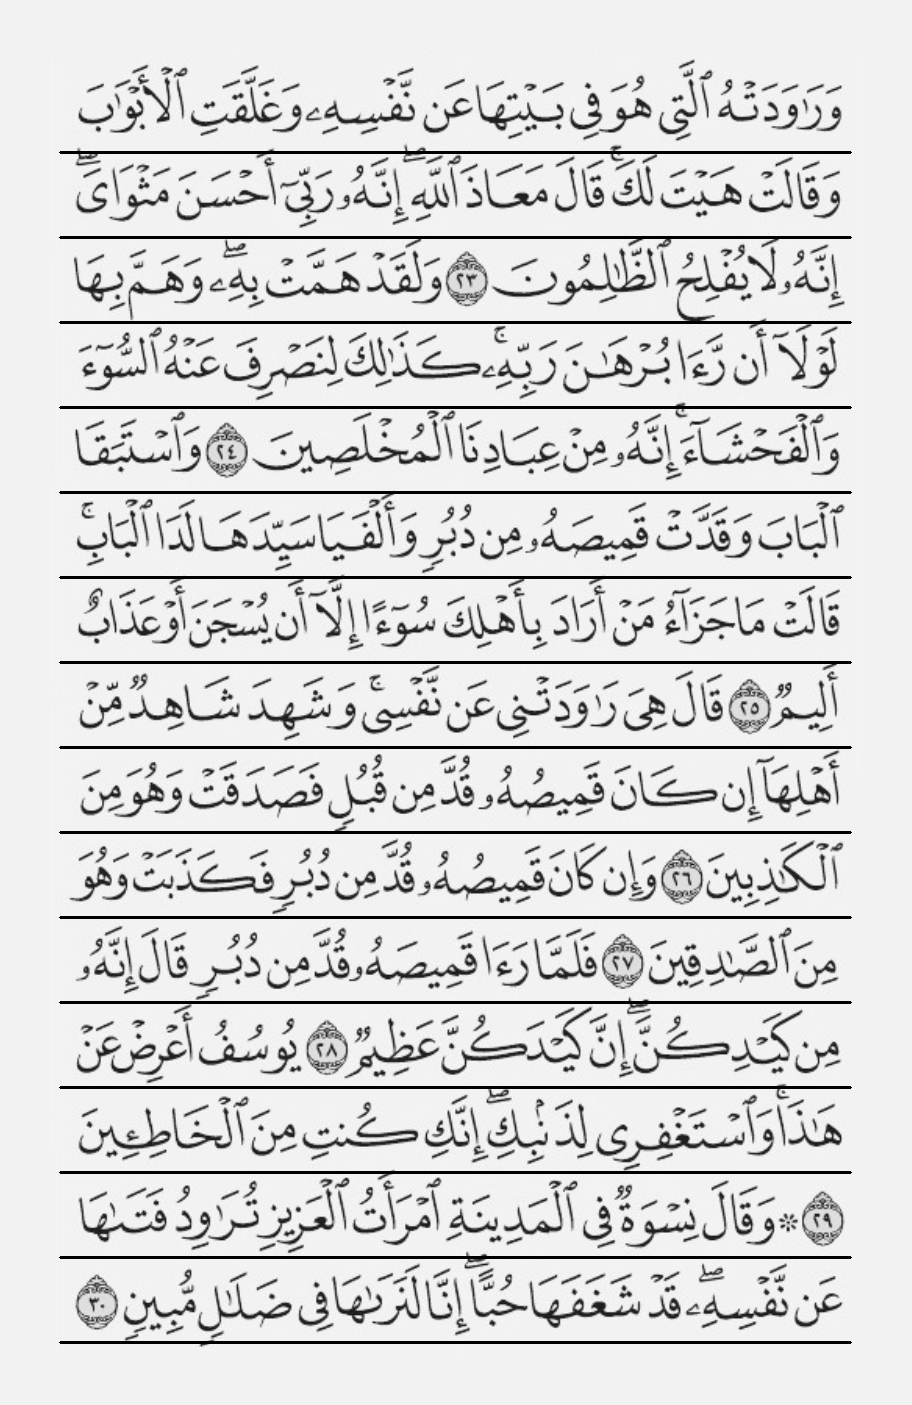 وَرَٰوَدَتۡهُ ٱلَّتِي هُوَ فِي بَيۡتِهَا عَن نَّفۡسِهِۦ وَغَلَّقَتِ ٱلۡأَبۡوَٰبَ
وَقَالَتۡ هَيۡتَ لَكَۚ قَالَ مَعَاذَ ٱللَّهِۖ إِنَّهُۥ رَبِّيٓ أَحۡسَنَ مَثۡوَايَۖ
إِنَّهُۥ لَا يُفۡلِحُ ٱلظَّٰلِمُونَ ٢٣ وَلَقَدۡ هَمَّتۡ بِهِۦۖ وَهَمَّ بِهَا
لَوۡلَآ أَن رَّءَا بُرۡهَٰنَ رَبِّهِۦۚ كَذَٰلِكَ لِنَصۡرِفَ عَنۡهُ ٱلسُّوٓءَ
وَٱلۡفَحۡشَآءَۚ إِنَّهُۥ مِنۡ عِبَادِنَا ٱلۡمُخۡلَصِينَ ٢٤ وَٱسۡتَبَقَا
ٱلۡبَابَ وَقَدَّتۡ قَمِيصَهُۥ مِن دُبُرٖ وَأَلۡفَيَا سَيِّدَهَا لَدَا ٱلۡبَابِۚ
قَالَتۡ مَا جَزَآءُ مَنۡ أَرَادَ بِأَهۡلِكَ سُوٓءًا إِلَّآ أَن يُسۡجَنَ أَوۡ عَذَابٌ
أَلِيمٞ ٢٥ قَالَ هِيَ رَٰوَدَتۡنِي عَن نَّفۡسِيۚ وَشَهِدَ شَاهِدٞ مِّنۡ
أَهۡلِهَآ إِن كَانَ قَمِيصُهُۥ قُدَّ مِن قُبُلٖ فَصَدَقَتۡ وَهُوَ مِنَ
ٱلۡكَٰذِبِينَ ٢٦ وَإِن كَانَ قَمِيصُهُۥ قُدَّ مِن دُبُرٖ فَكَذَبَتۡ وَهُوَ
مِنَ ٱلصَّٰدِقِينَ ٢٧ فَلَمَّا رَءَا قَمِيصَهُۥ قُدَّ مِن دُبُرٖ قَالَ إِنَّهُۥ
مِن كَيۡدِكُنَّۖ إِنَّ كَيۡدَكُنَّ عَظِيمٞ ٢٨ يُوسُفُ أَعۡرِضۡ عَنۡ
هَٰذَاۚ وَٱسۡتَغۡفِرِي لِذَنۢبِكِۖ إِنَّكِ كُنتِ مِنَ ٱلۡخَاطِـِٔينَ
٢٩ ۞ وَقَالَ نِسۡوَةٞ فِي ٱلۡمَدِينَةِ ٱمۡرَأَتُ ٱلۡعَزِيزِ تُرَٰوِدُ فَتَىٰهَا
عَن نَّفۡسِهِۦۖ قَدۡ شَغَفَهَا حُبًّاۖ إِنَّا لَنَرَىٰهَا فِي ضَلَٰلٖ مُّبِينٖ ٣٠